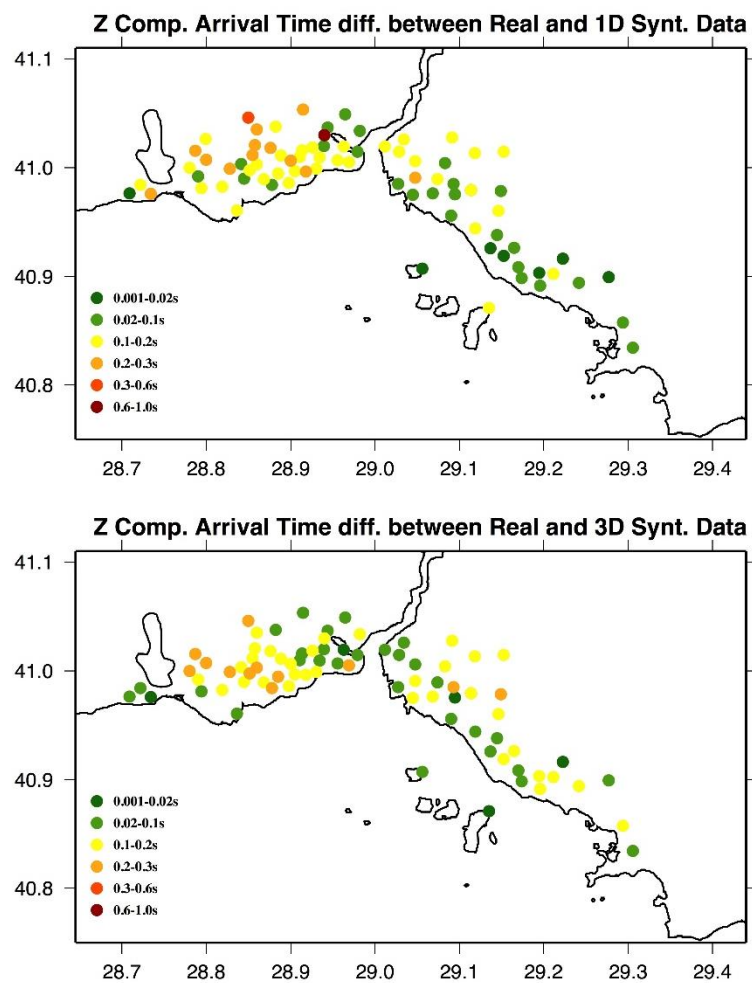 Z Comp. Arrival Time diff. between Real and 1D Synt. Data
41.1
41.0
40.9
40.8
0.001-0.02s
0.02-0.1s
0.1-0.2s
0.2-0.3s
0.3-0.6s
0.6-1.0s
28.7 28.8 28.9 29.0 29.1 29.2 29.3 29.4
Z Comp. Arrival Time diff. between Real and 3D Synt. Data
41.1
41.0
40.9
40.8
0.001-0.02s
0.02-0.1s
0.1-0.2s
0.2-0.3s
0.3-0.6s
0.6-1.0s
28.7 28.8 28.9 29.0 29.1 29.2 29.3 29.4